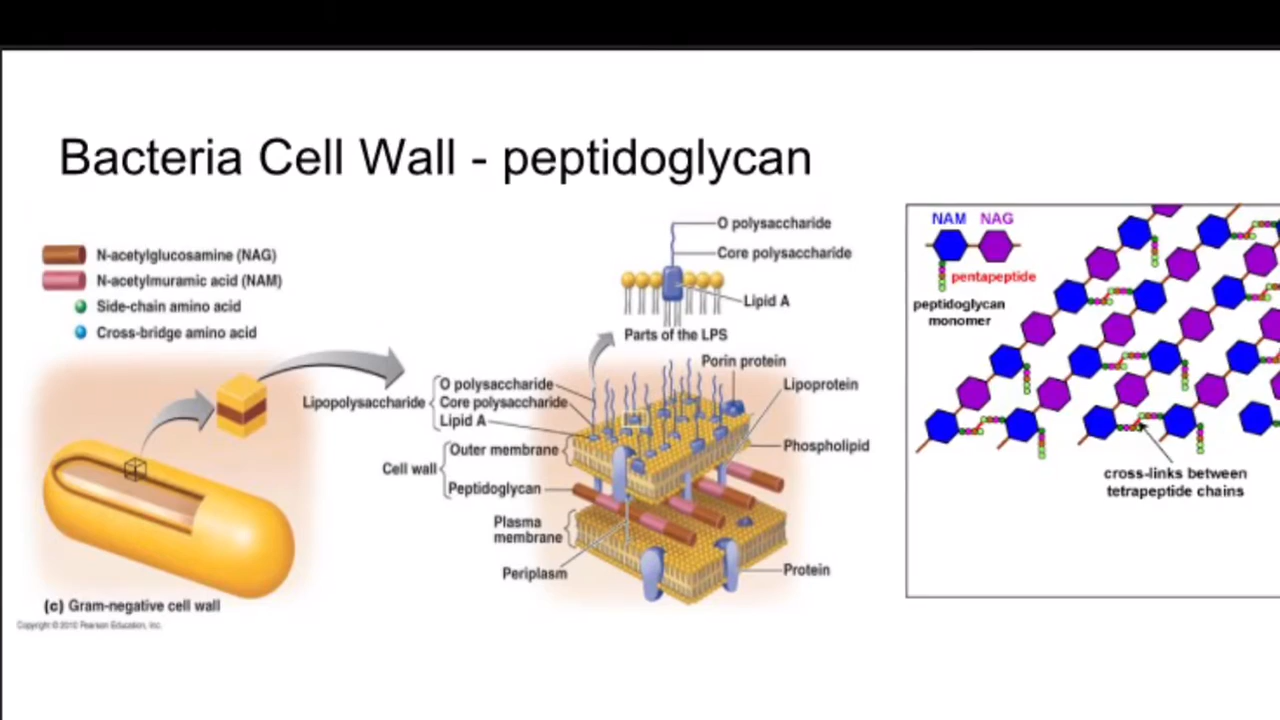 Bacteria Cell Wall - peptidoglycan
N-acetylglucosamine (NAG)
N-acetylmuramic acid (NAM)
Side-chain amino acid
Cross-bridge amino acid
(c) Gram-negative cell wall
Copyright © 2010 Pearson Education, Inc.
O polysaccharide
Core polysaccharide
Lipid A
Parts of the LPS
Porin protein
Lipoprotein
Lipopolysaccharide
O polysaccharide
Core polysaccharide
Lipid A
Outer membrane
Phospholipid
Cell wall
Peptidoglycan
Plasma
membrane
Periplasm
Protein
NAM NAG
pentapeptide
peptidoglycan
monomer
cross-links between
tetrapeptide chains